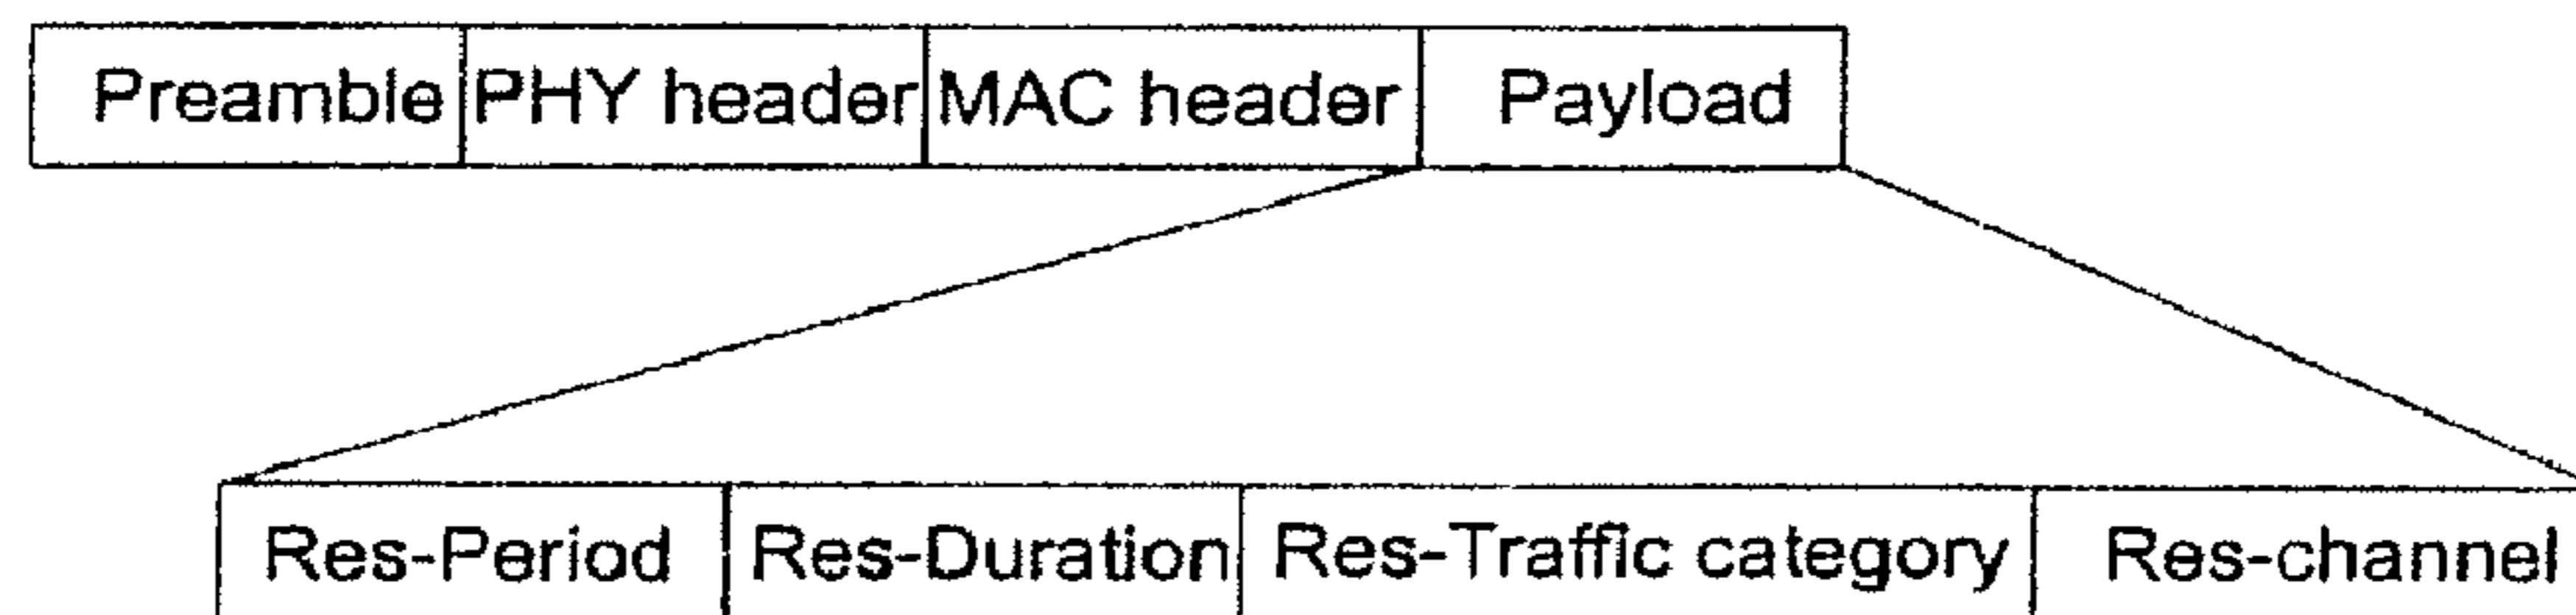 Preamble PHY header MAC header Payload
Res-Period Res-Duration Res-Traffic category Res-channel